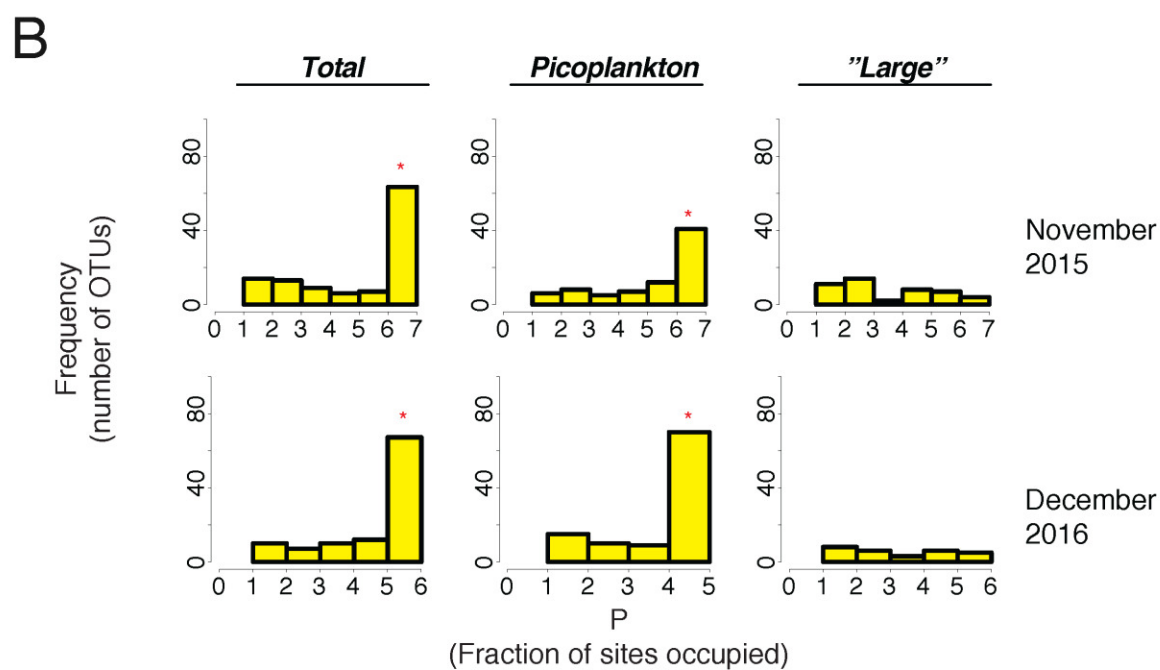 B
Total
Picoplankton
”Large”
Frequency
(number of OTUs)
80
40
0
0 1 2 3 4 5 6 7
*
80
40
0
0 1 2 3 4 5 6 7
*
80
40
0
0 1 2 3 4 5 6 7
November
2015
80
40
0
0 1 2 3 4 5 6
*
80
40
0
0 1 2 3 4 5
*
80
40
0
0 1 2 3 4 5 6
December
2016
P
(Fraction of sites occupied)